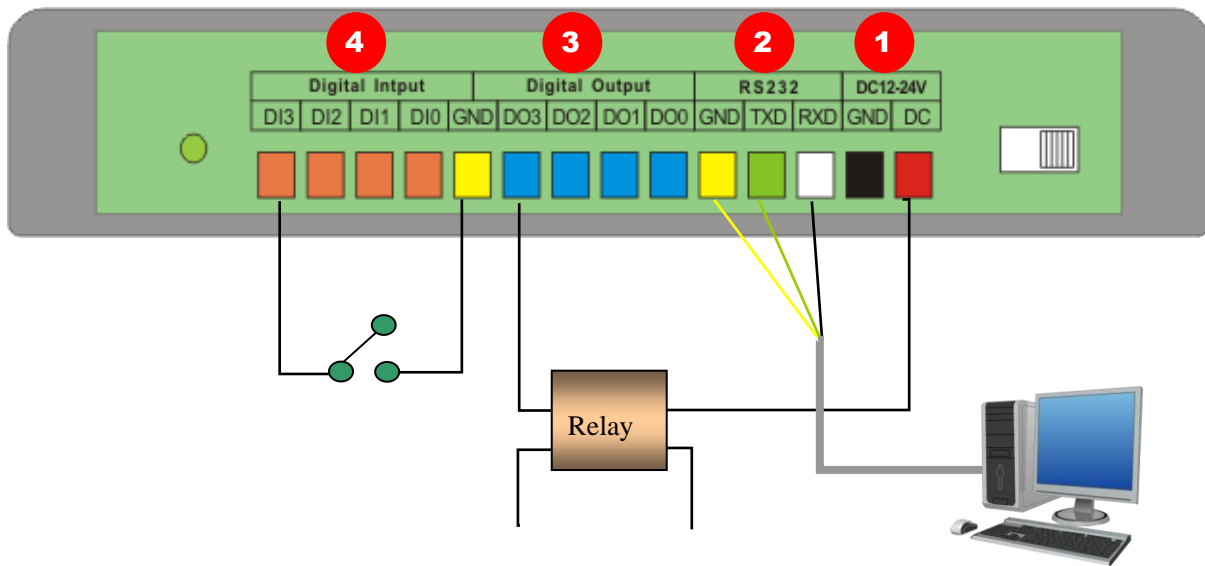 4 3 2 1
Digital Intput Digital Output RS232 DC12-24V
DI3 DI2 DI1 DI0 GND DO3 DO2 DO1 DO0 GND TXD RXD GND DC
Relay